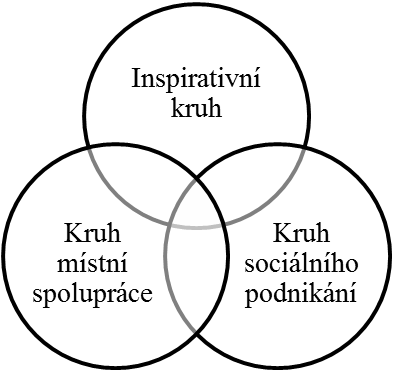 Inspirativní
kruh
Kruh
místní
spolupráce
Kruh
sociálního
podnikání